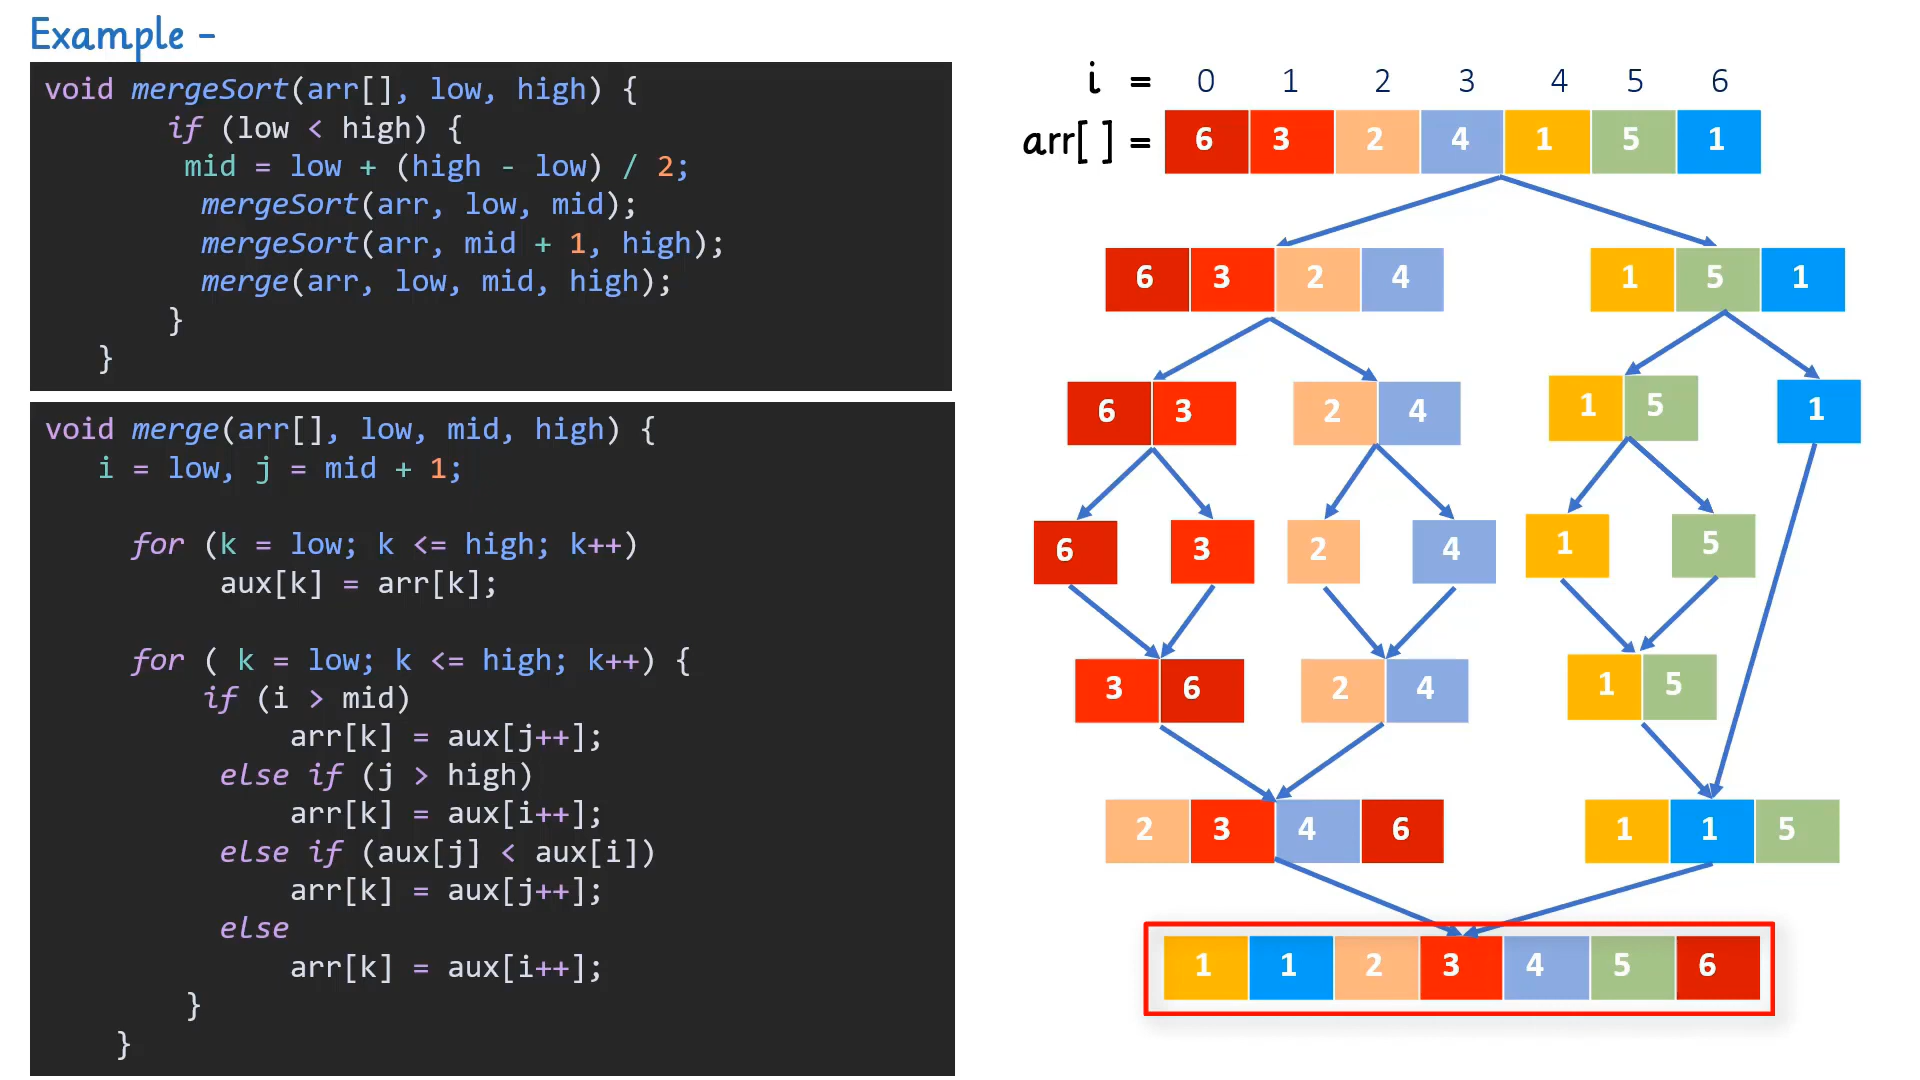 Example -
void mergeSort(arr[], low, high) {
if (low < high) {
mid = low + (high - low) / 2;
mergeSort(arr, low, mid);
mergeSort(arr, mid + 1, high);
merge(arr, low, mid, high);
}
}
void merge(arr[], low, mid, high) {
i = low, j = mid + 1;
for (k = low; k <= high; k++)
aux[k] = arr[k];
for ( k = low; k <= high; k++) {
if (i > mid)
arr[k] = aux[j++];
else if (j > high)
arr[k] = aux[i++];
else if (aux[j] < aux[i])
arr[k] = aux[j++];
else
arr[k] = aux[i++];
}
}
i = 0 1 2 3 4 5 6
arr[ ] = 6 3 2 4 1 5 1
6 3 2 4 1 5 1
6 3 2 4 1 5 1
6 3 2 4 1 5
3 6 2 4 1 5
2 3 4 6 1 1 5
1 1 2 3 4 5 6